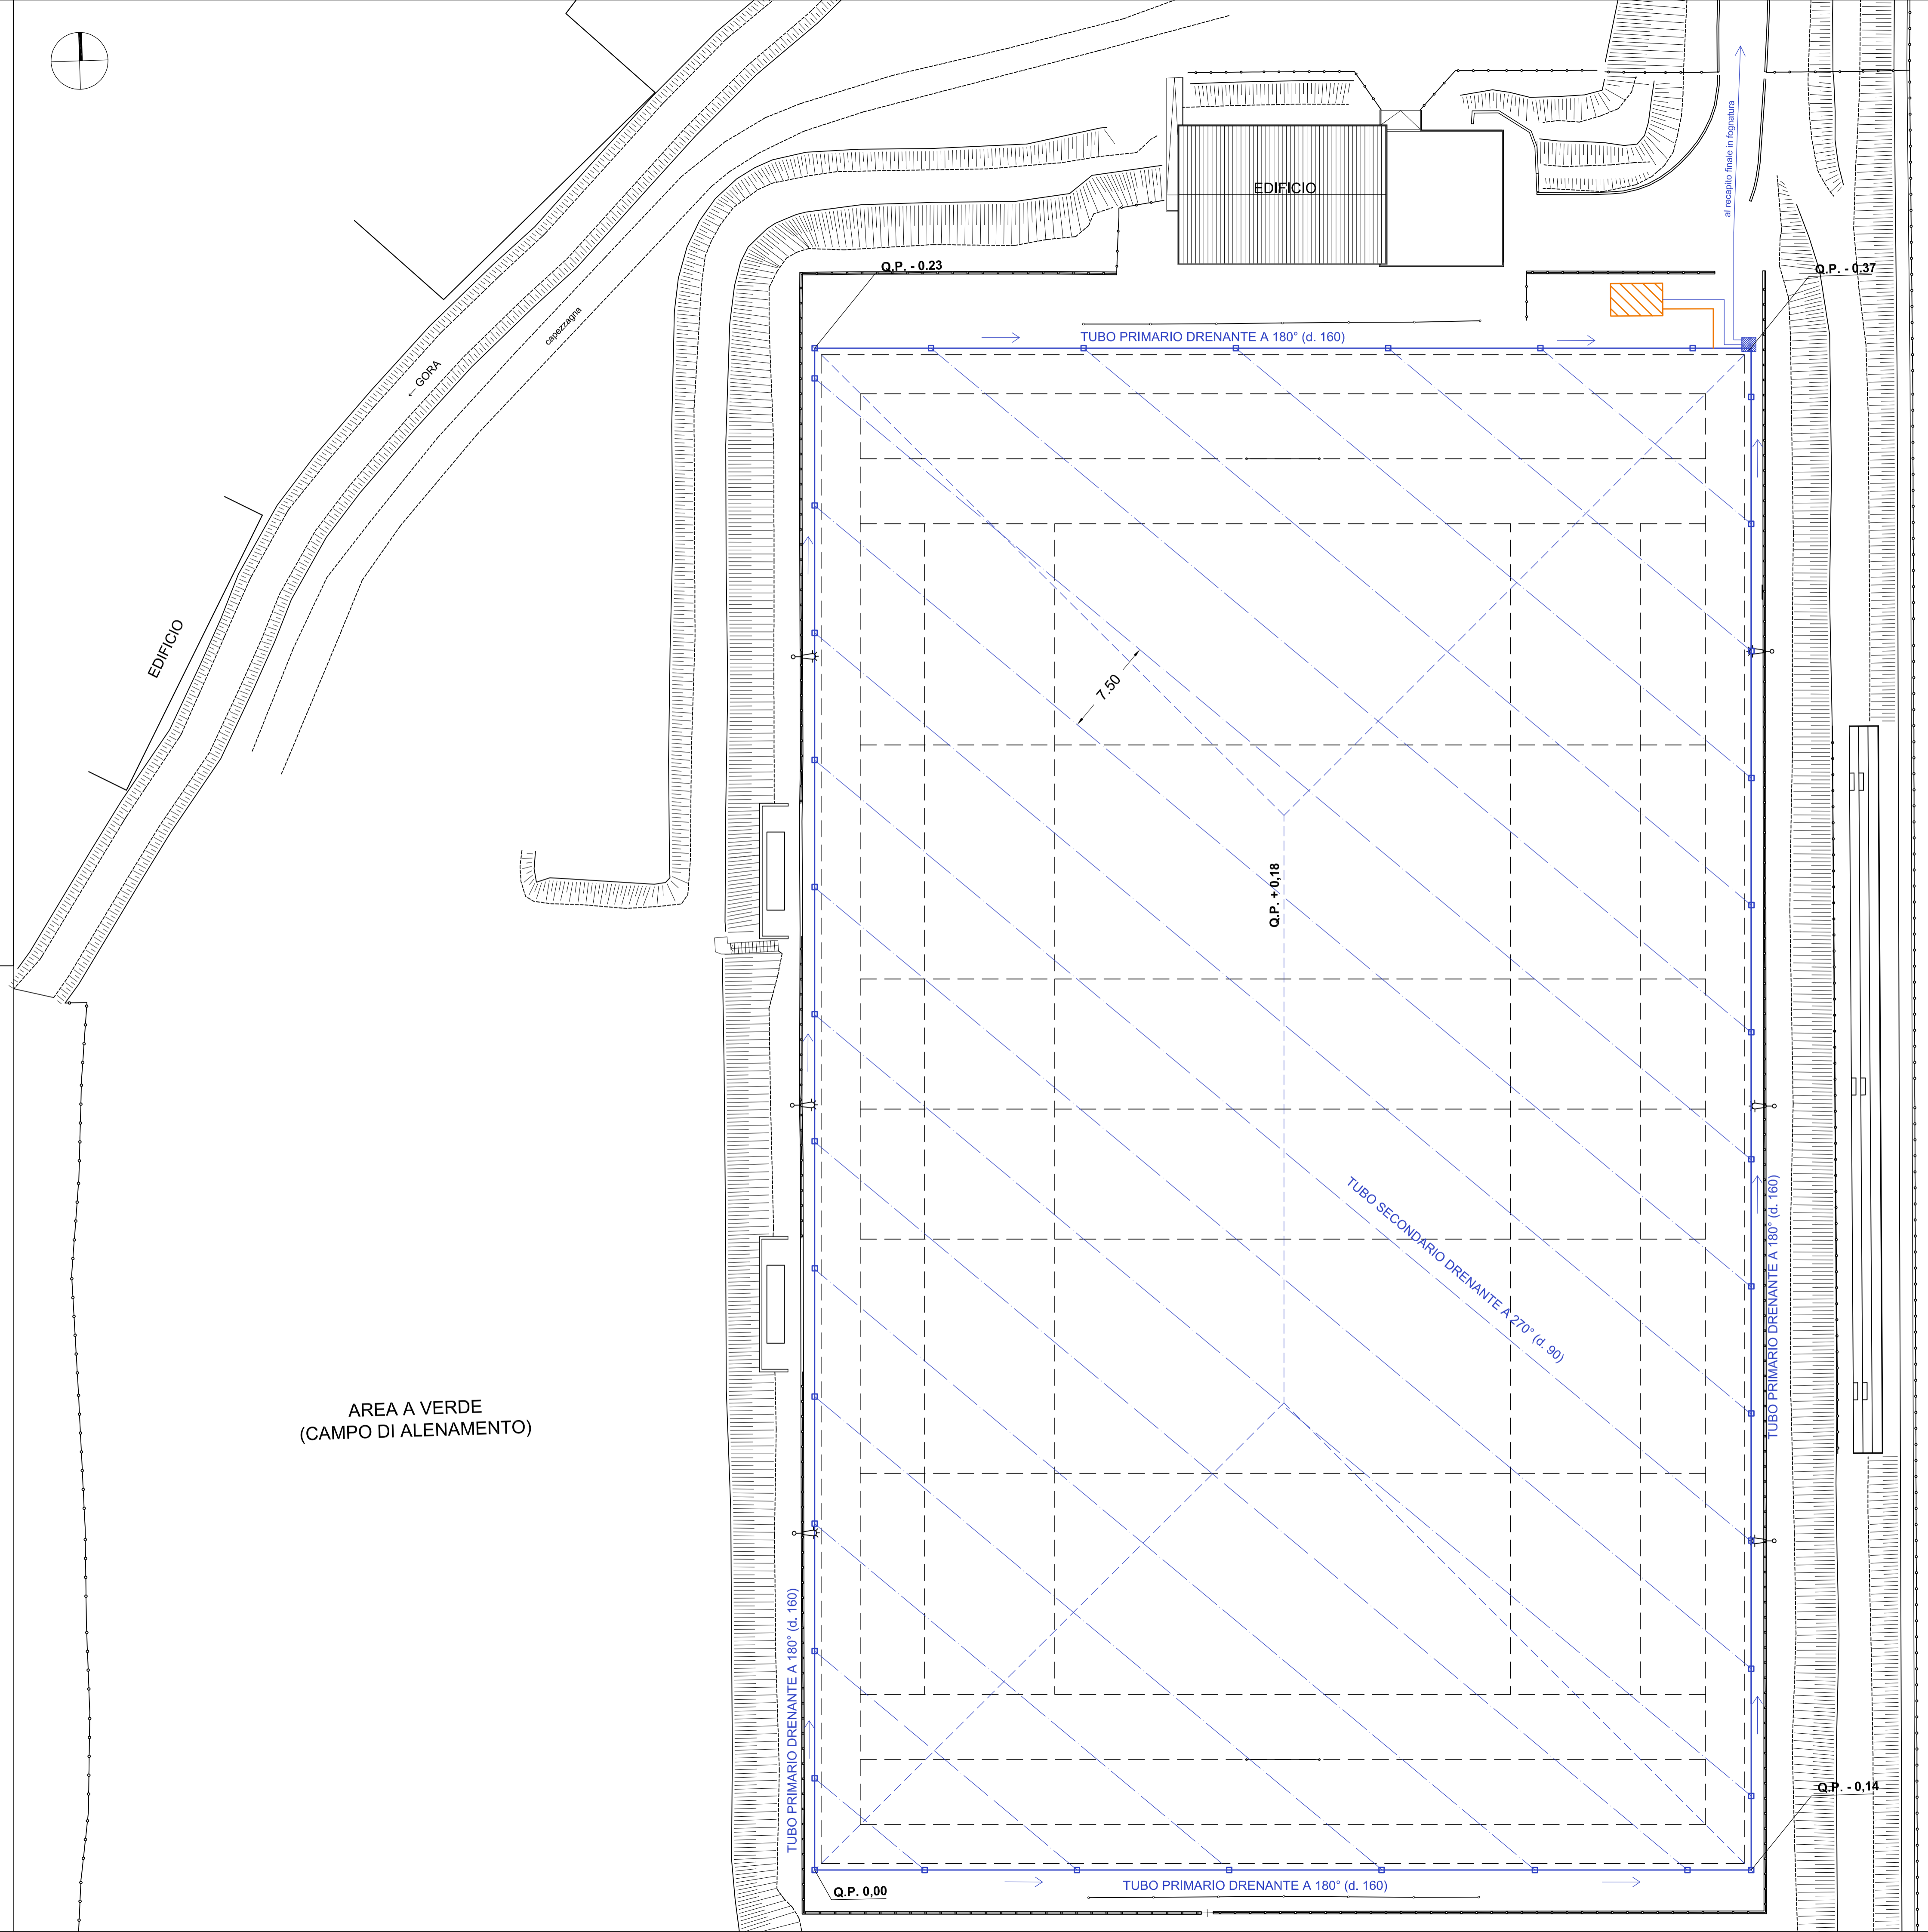 al recapito finale in fognatura
EDIFICIO
Q.P. - 0.23
Q.P. - 0.37
TUBO PRIMARIO DRENANTE A 180° (d. 160)
capezzagna
← GORA
EDIFICIO
7.50
Q.P. + 0,18
TUBO SECONDARIO DRENANTE A 270° (d. 90)
TUBO PRIMARIO DRENANTE A 180° (d. 160)
AREA A VERDE
(CAMPO DI ALENAMENTO)
TUBO PRIMARIO DRENANTE A 180° (d. 160)
Q.P. - 0,14
TUBO PRIMARIO DRENANTE A 180° (d. 160)
Q.P. 0,00